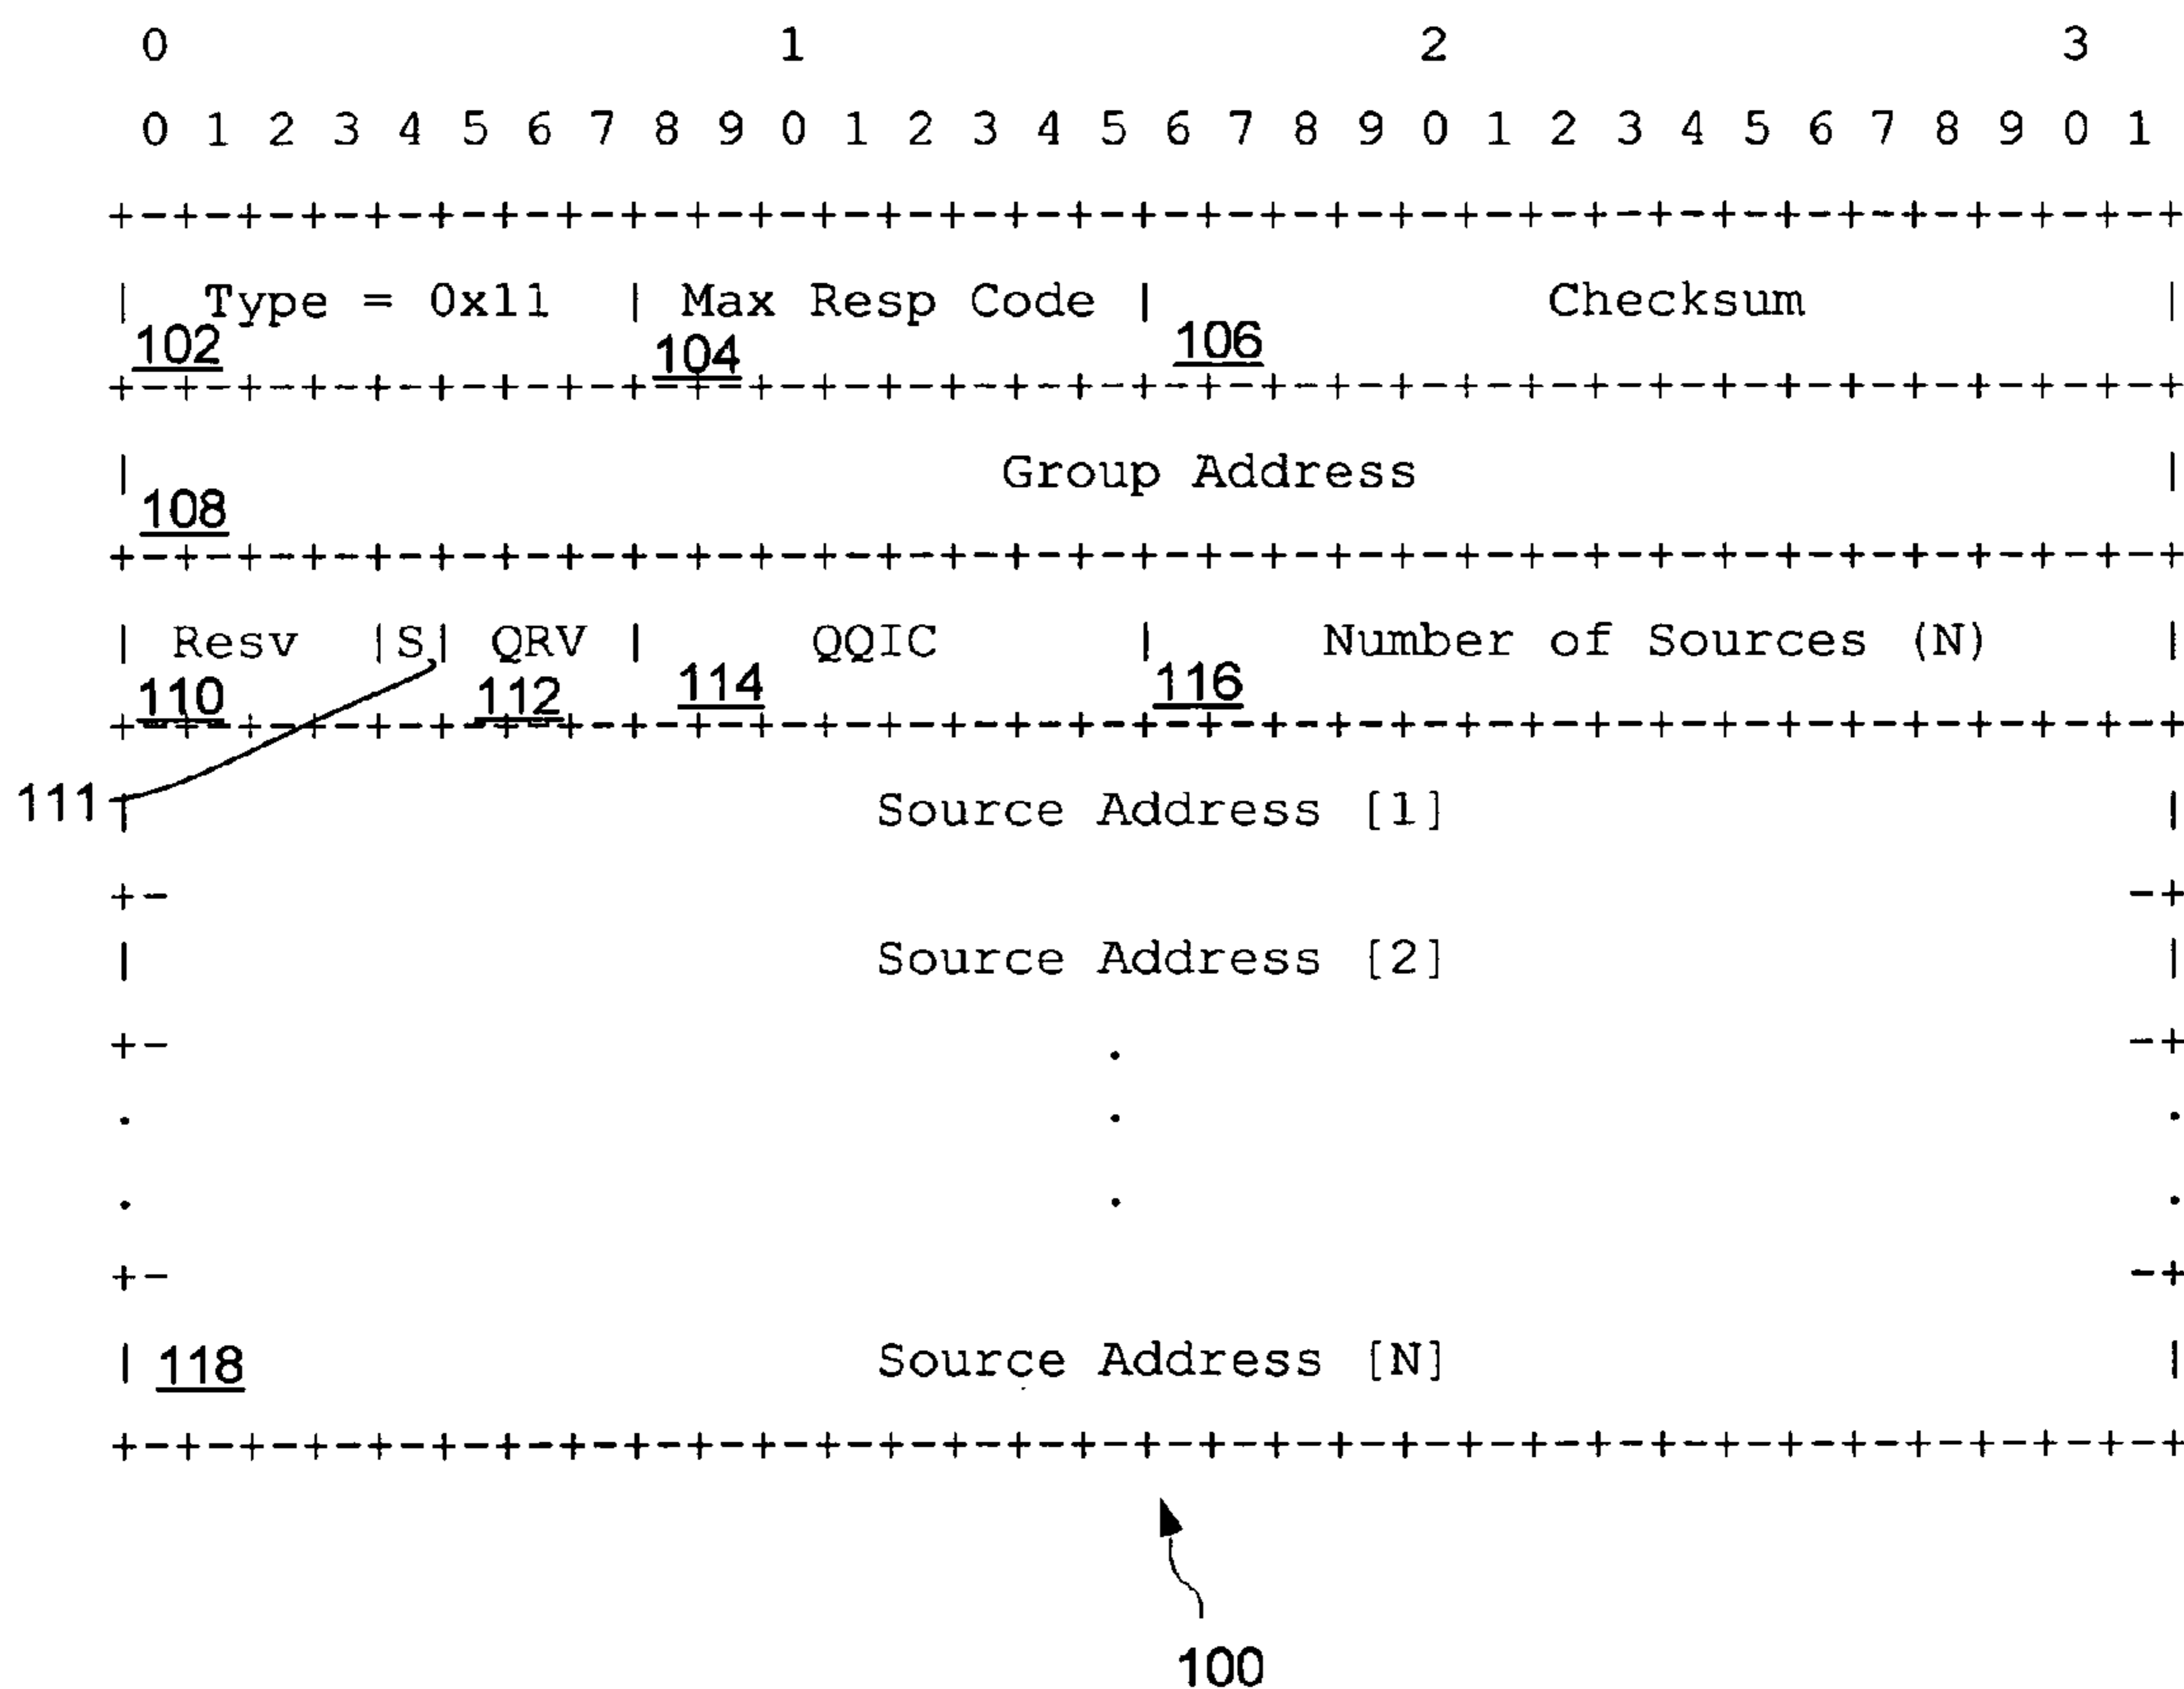 0 1 2 3
0 1 2 3 4 5 6 7 8 9 0 1 2 3 4 5 6 7 8 9 0 1 2 3 4 5 6 7 8 9 0 1
+-+-+-+-+-+-+-+-+-+-+-+-+-+-+-+-+-+-+-+-+-+-+-+-+-+-+-+-+-+-+-+-+
| Type = 0x11 | Max Resp Code | Checksum |
102 104 106
+-+-+-+-+-+-+-+-+-+-+-+-+-+-+-+-+-+-+-+-+-+-+-+-+-+-+-+-+-+-+-+-+
| Group Address |
108
+-+-+-+-+-+-+-+-+-+-+-+-+-+-+-+-+-+-+-+-+-+-+-+-+-+-+-+-+-+-+-+-+
| Resv |S| QRV | QQIC | Number of Sources (N) |
110 112 114 116
+-+-+-+-+-+-+-+-+-+-+-+-+-+-+-+-+-+-+-+-+-+-+-+-+-+-+-+-+-+-+-+-+
111 | Source Address [1] |
+- -+
| Source Address [2] |
+- . -+
. . .
. . .
+- -+
| 118 Source Address [N] |
+-+-+-+-+-+-+-+-+-+-+-+-+-+-+-+-+-+-+-+-+-+-+-+-+-+-+-+-+-+-+-+-+
100